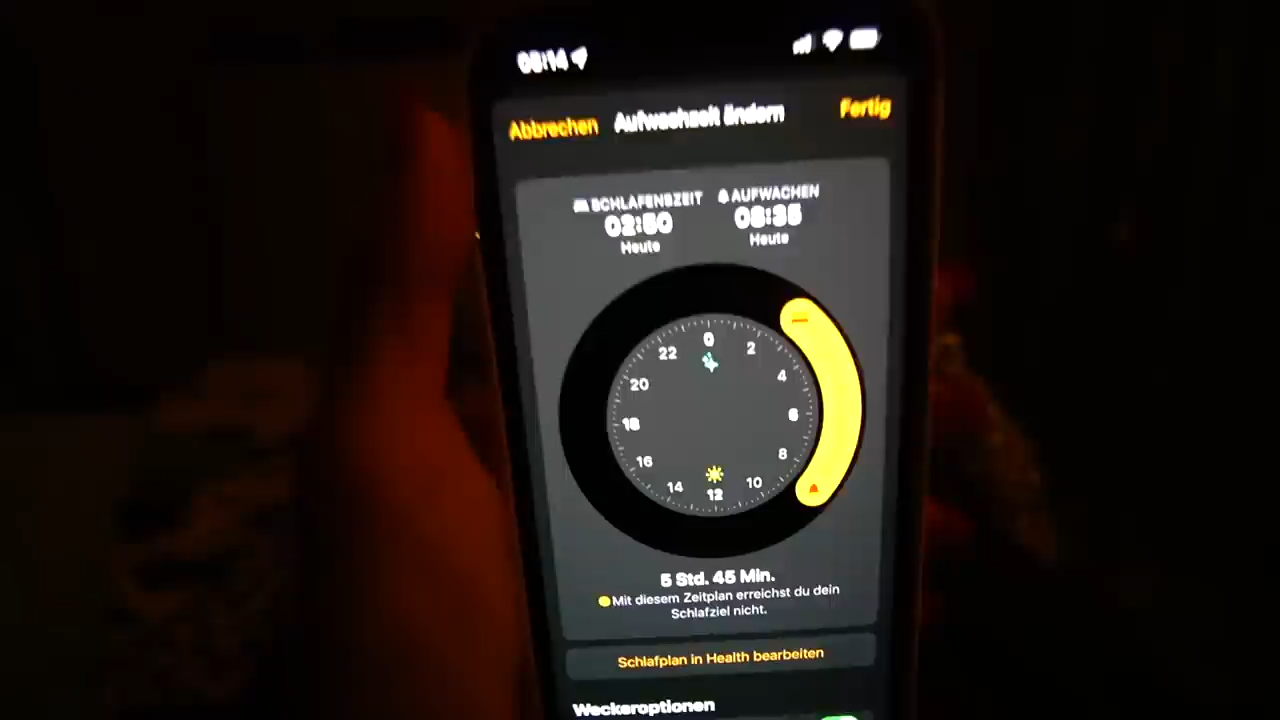 Abbrechen Aufwachzeit ändern Fertig
SCHLAFENSZEIT AUFWACHEN
02:50 08:35
Heute Heute
0
22 2
20 4
18 6
16 8
14 10
12
5 Std. 45 Min.
Mit diesem Zeitplan erreichst du dein
Schlafziel nicht.
Schlafplan in Health bearbeiten
Weckeroptionen